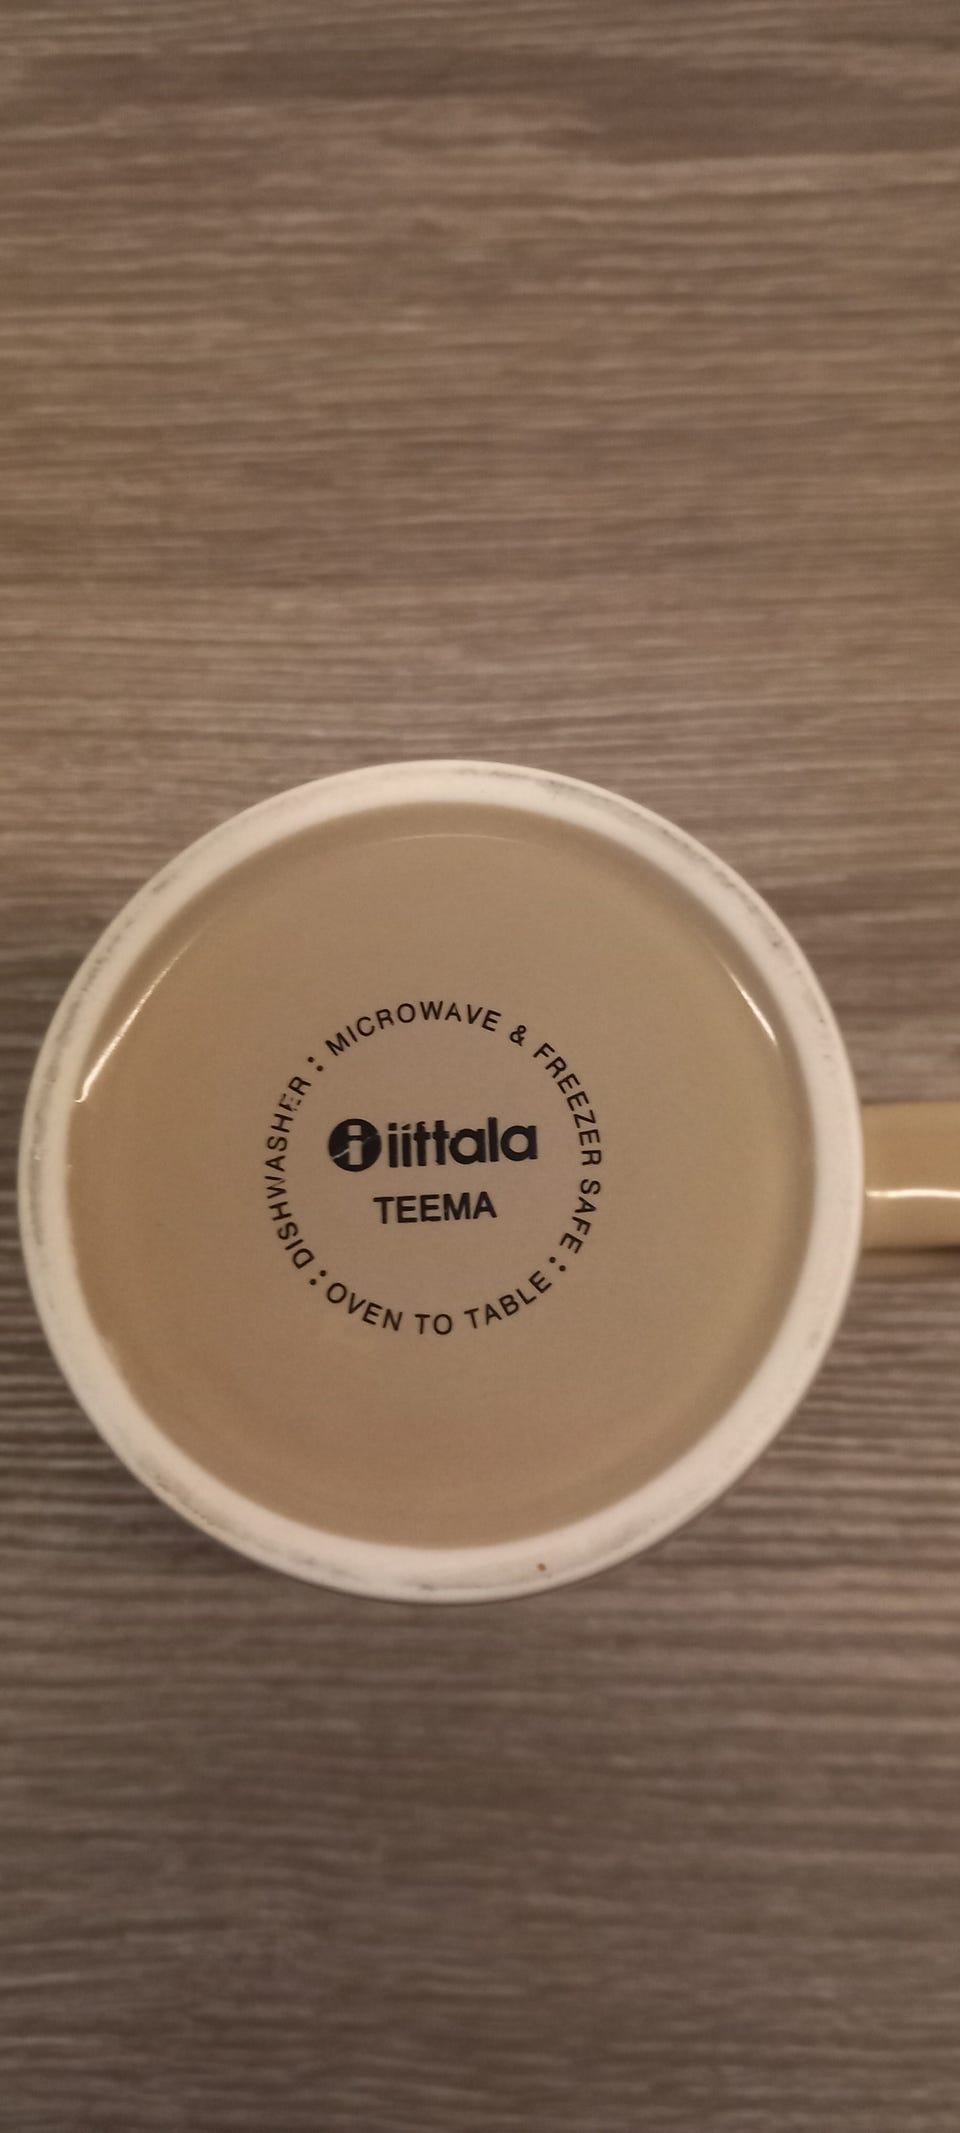 DISHWASHER : MICROWAVE & FREEZER SAFE : OVEN TO TABLE :
i iittala
TEEMA